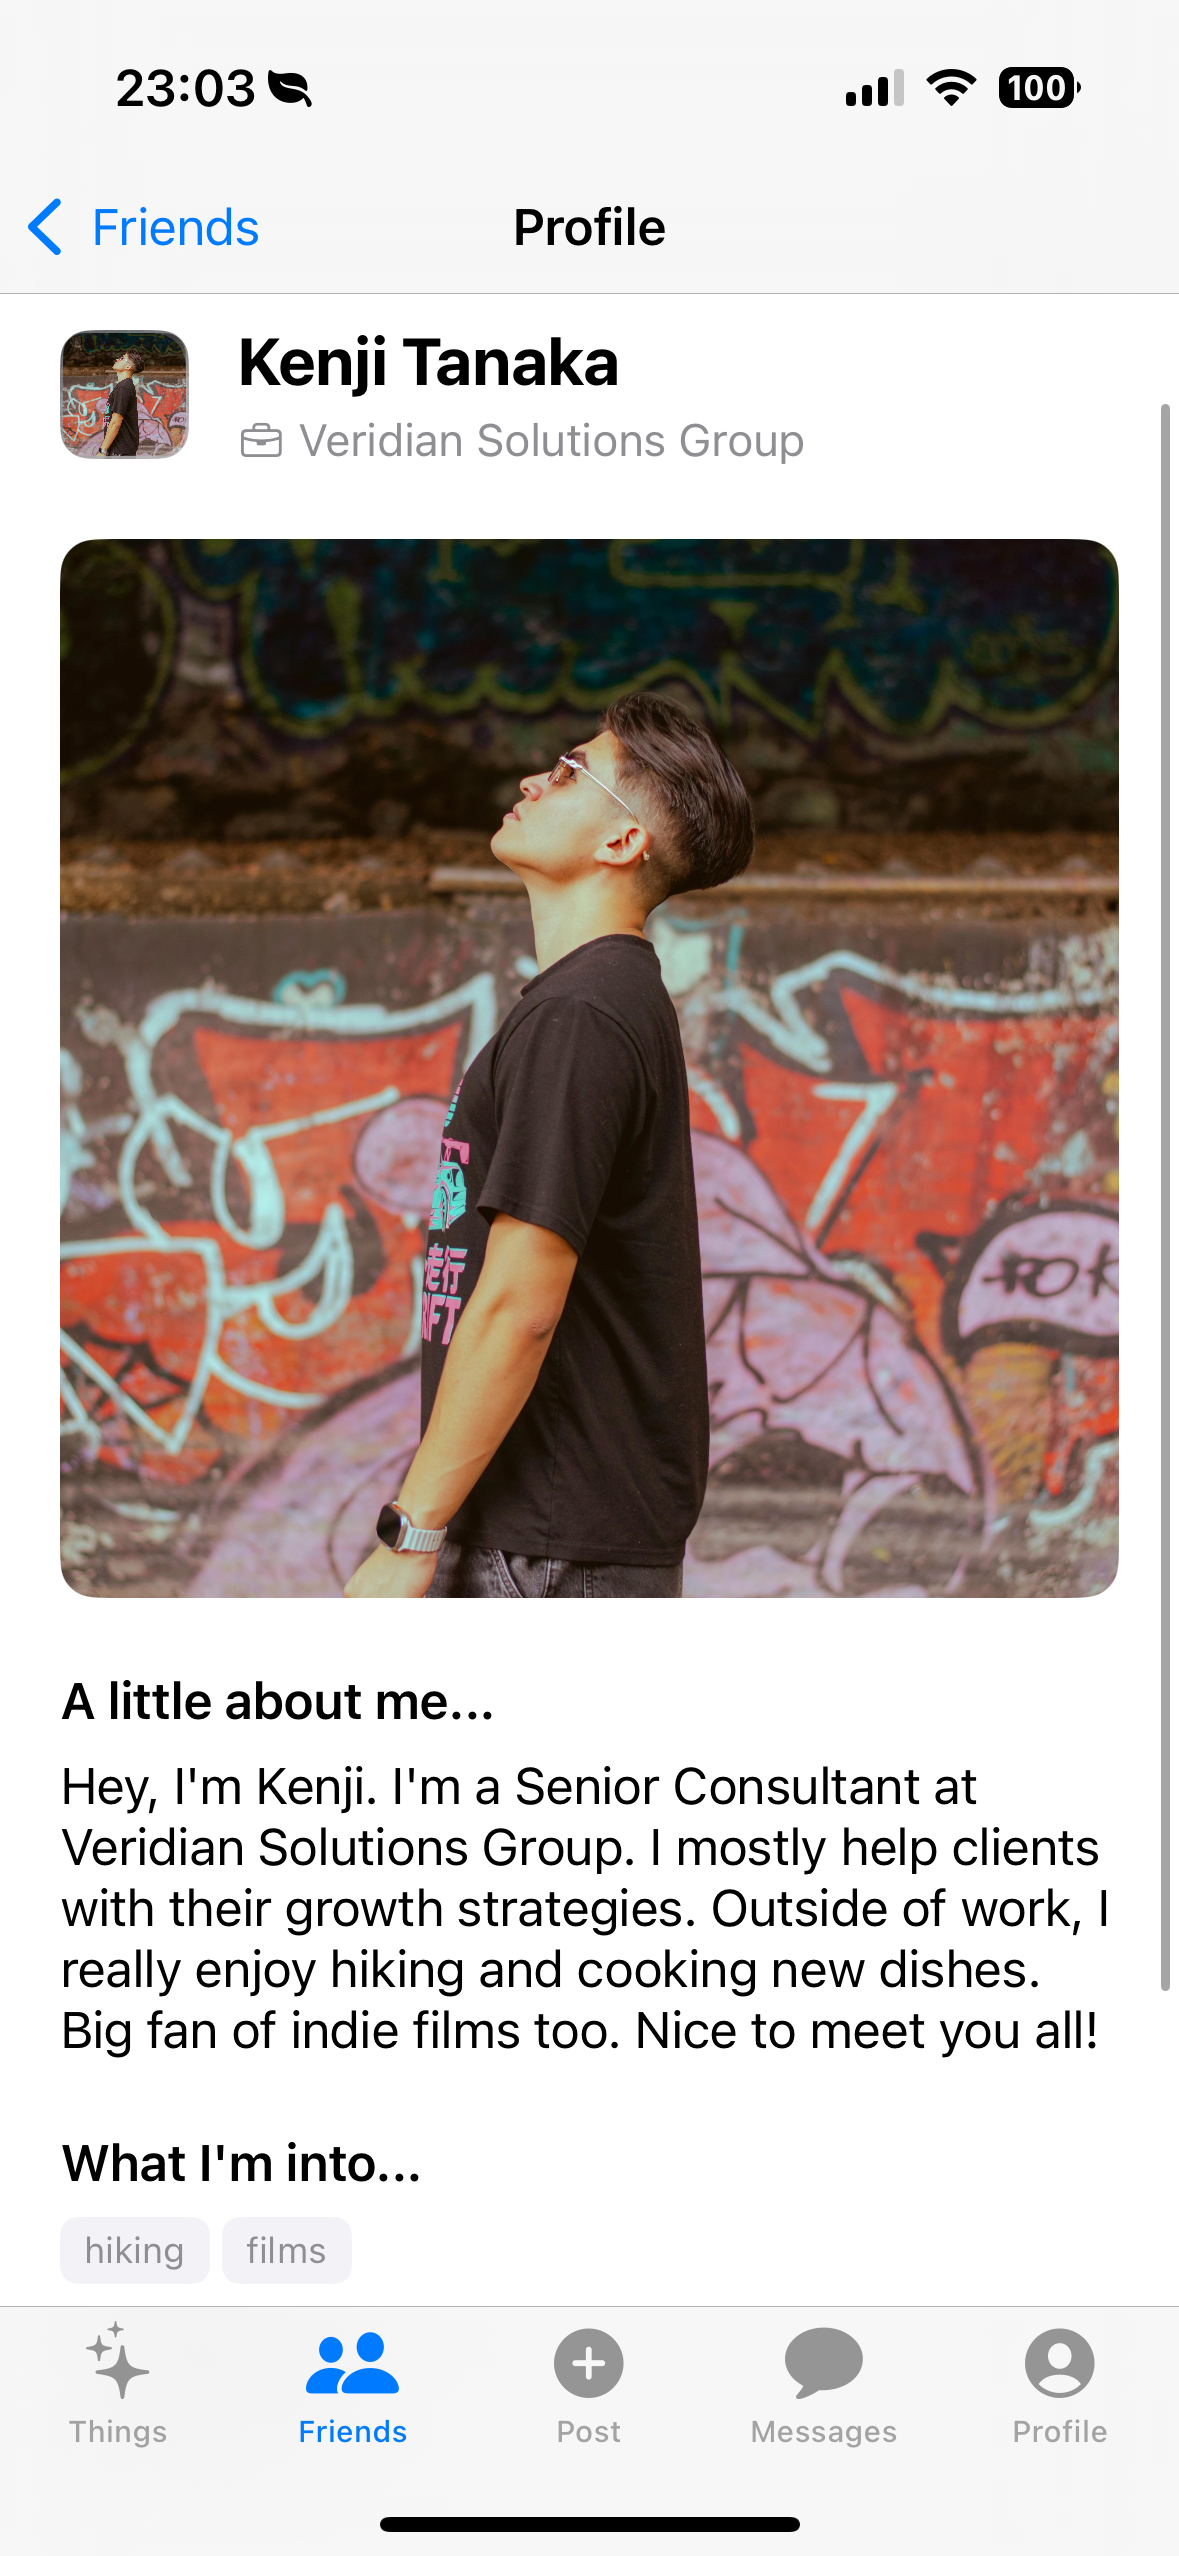 23:03
100
Friends
Profile
Kenji Tanaka
Veridian Solutions Group
走行
A little about me...
Hey, I'm Kenji. I'm a Senior Consultant at
Veridian Solutions Group. I mostly help clients
with their growth strategies. Outside of work, I
really enjoy hiking and cooking new dishes.
Big fan of indie films too. Nice to meet you all!
What I'm into...
hiking
films
Things
Friends
Post
Messages
Profile